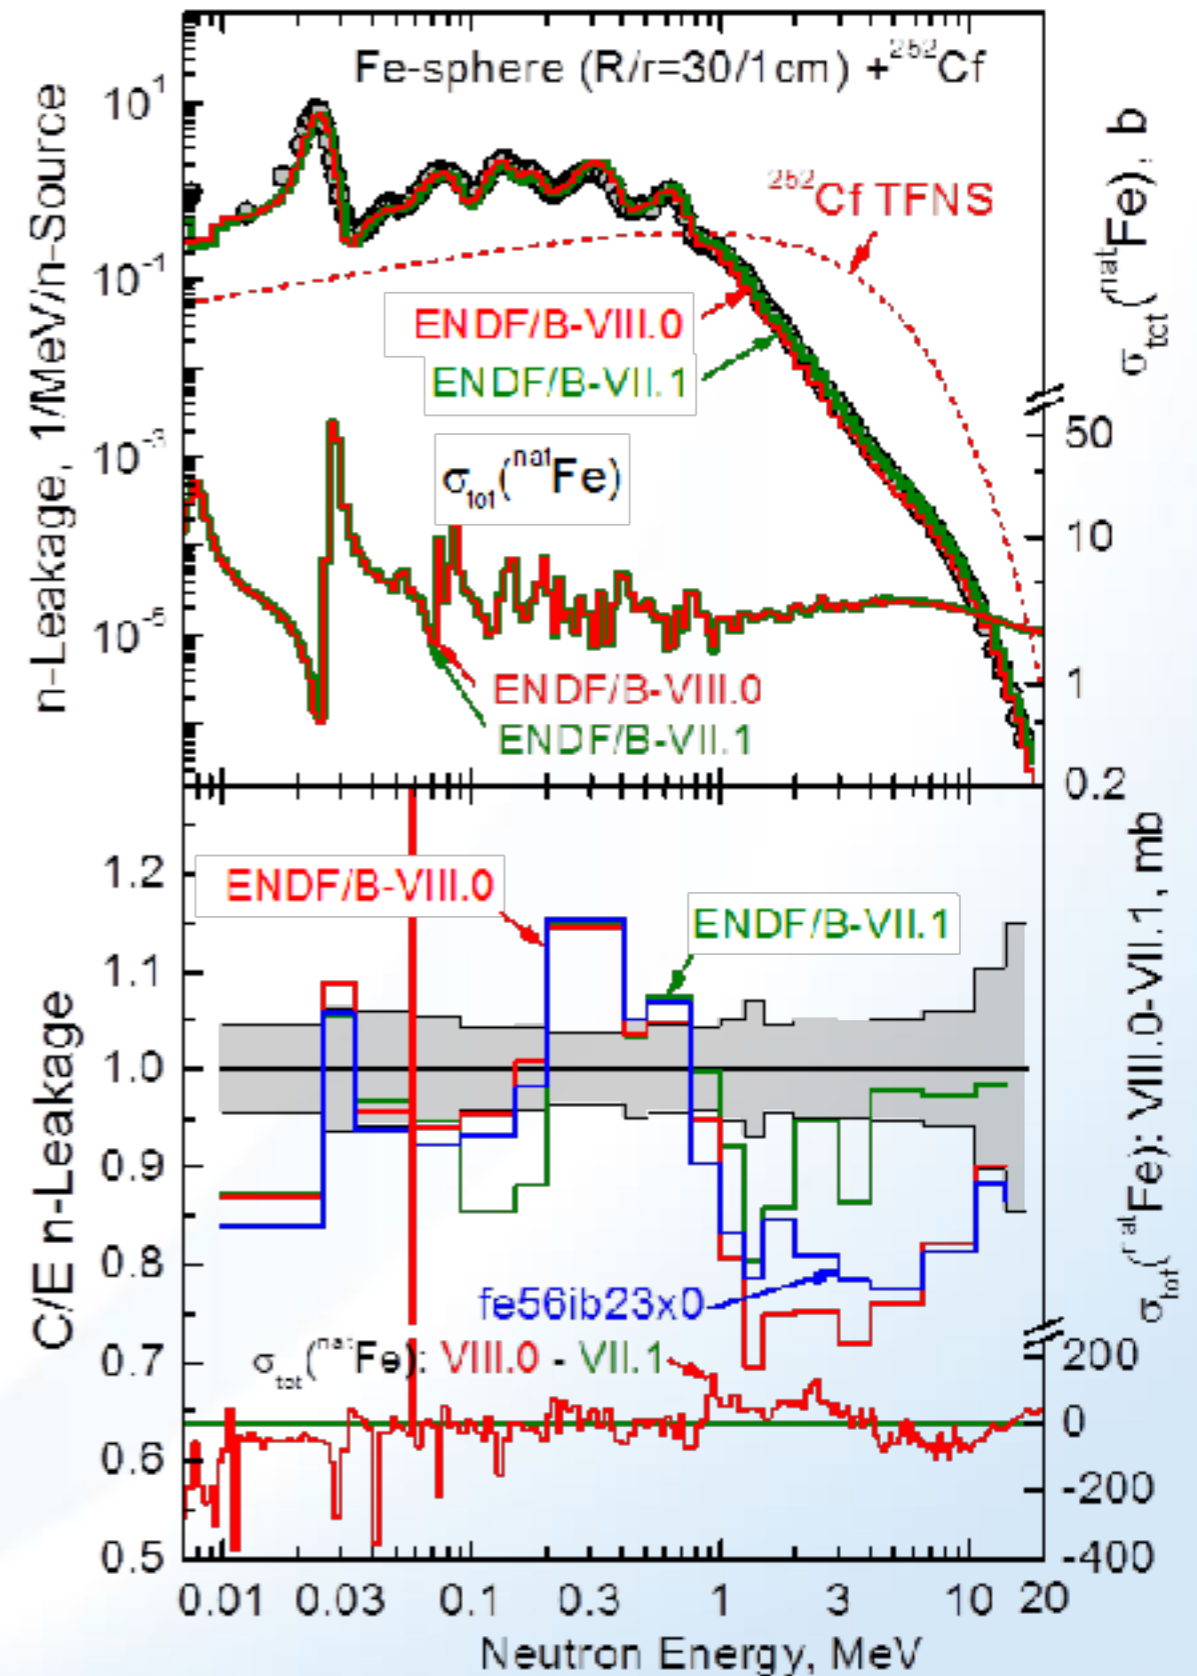 Fe-sphere (R/r=30/1cm) +²⁵²Cf
n-Leakage, 1/MeV/n-Source
10¹
10⁻¹
10⁻³
10⁻⁵
σtot(ⁿᵃᵗFe), b
50
10
1
0.2
²⁵²Cf TFNS
ENDF/B-VIII.0
ENDF/B-VII.1
σtot(ⁿᵃᵗFe)
ENDF/B-VIII.0
ENDF/B-VII.1
C/E n-Leakage
1.2
1.1
1.0
0.9
0.8
0.7
0.6
0.5
ENDF/B-VIII.0
ENDF/B-VII.1
fe56ib23x0
σtot(ⁿᵃᵗFe): VIII.0 - VII.1
σtot(ⁿᵃᵗFe): VIII.0-VII.1, mb
200
0
-200
-400
0.01 0.03 0.1 0.3 1 3 10 20
Neutron Energy, MeV